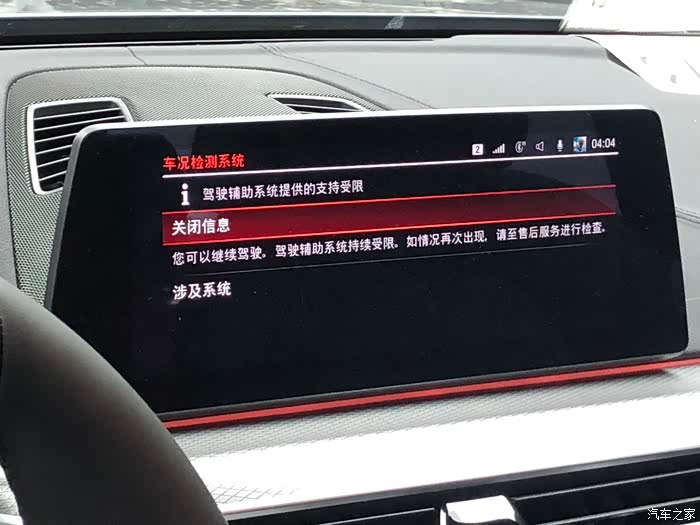 2 04:04
车况检测系统
i 驾驶辅助系统提供的支持受限
关闭信息
您可以继续驾驶。驾驶辅助系统持续受限。如情况再次出现，请至售后服务进行检查。
涉及系统
汽车之家